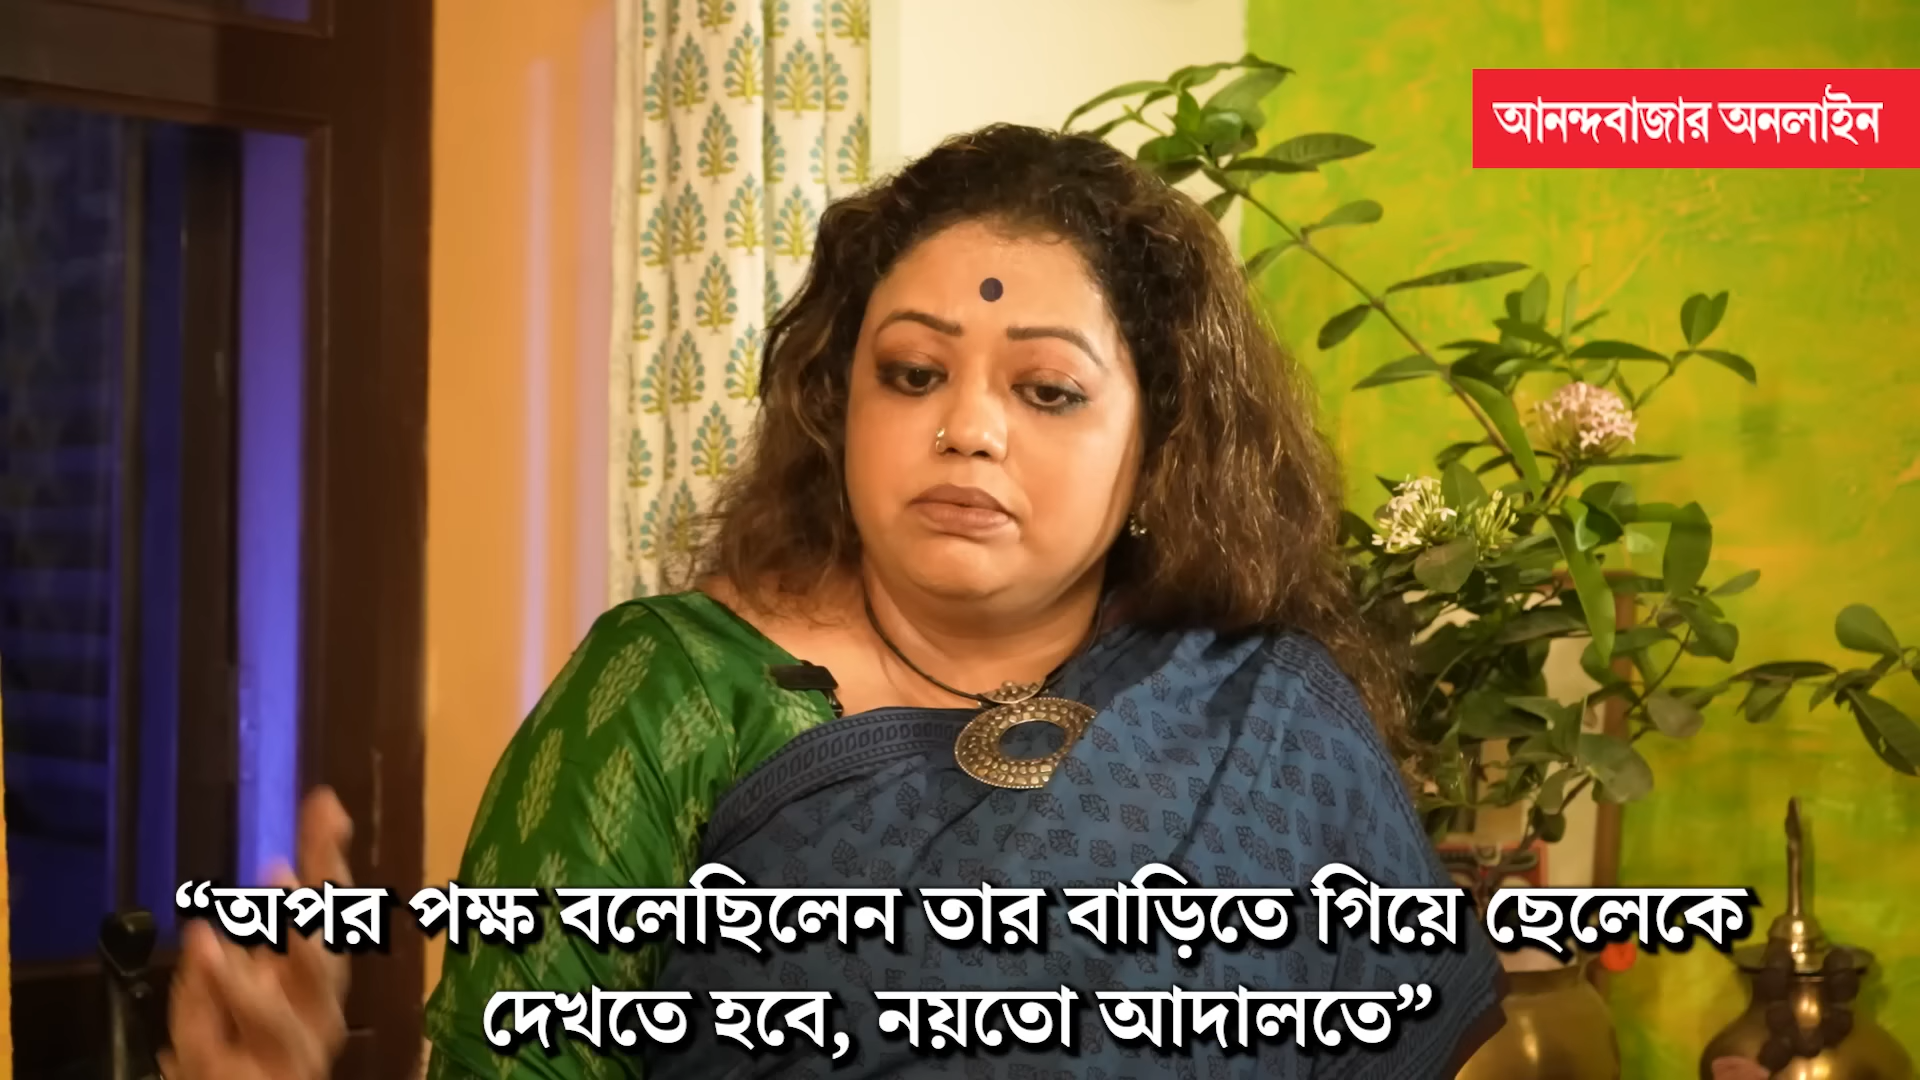 আনন্দবাজার অনলাইন
“অপর পক্ষ বলেছিলেন তার বাড়িতে গিয়ে ছেলেকে
দেখতে হবে, নয়তো আদালতে”